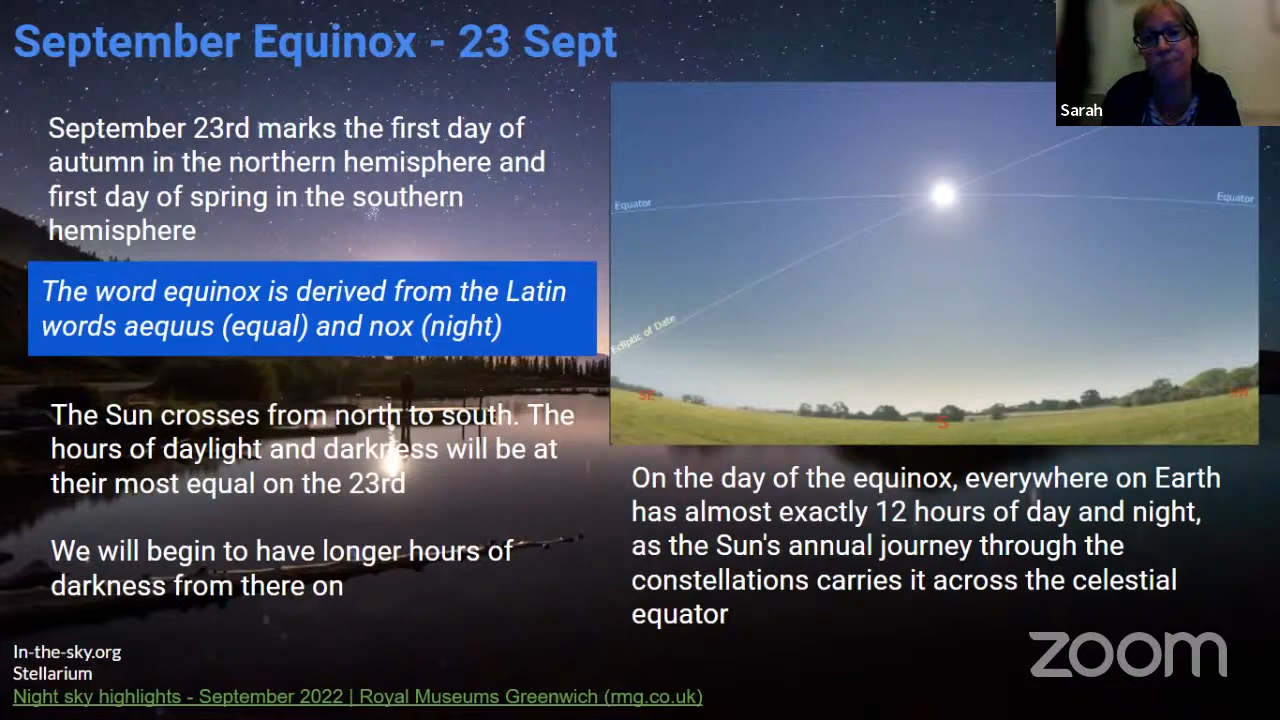 September Equinox - 23 Sept
Sarah
September 23rd marks the first day of
autumn in the northern hemisphere and
first day of spring in the southern
hemisphere
The word equinox is derived from the Latin
words aequus (equal) and nox (night)
The Sun crosses from north to south. The
hours of daylight and darkness will be at
their most equal on the 23rd
We will begin to have longer hours of
darkness from there on
Equator
Equator
Ecliptic of Date
SE
S
On the day of the equinox, everywhere on Earth
has almost exactly 12 hours of day and night,
as the Sun's annual journey through the
constellations carries it across the celestial
equator
In-the-sky.org
Stellarium
Night sky highlights - September 2022 | Royal Museums Greenwich (rmg.co.uk)
zoom